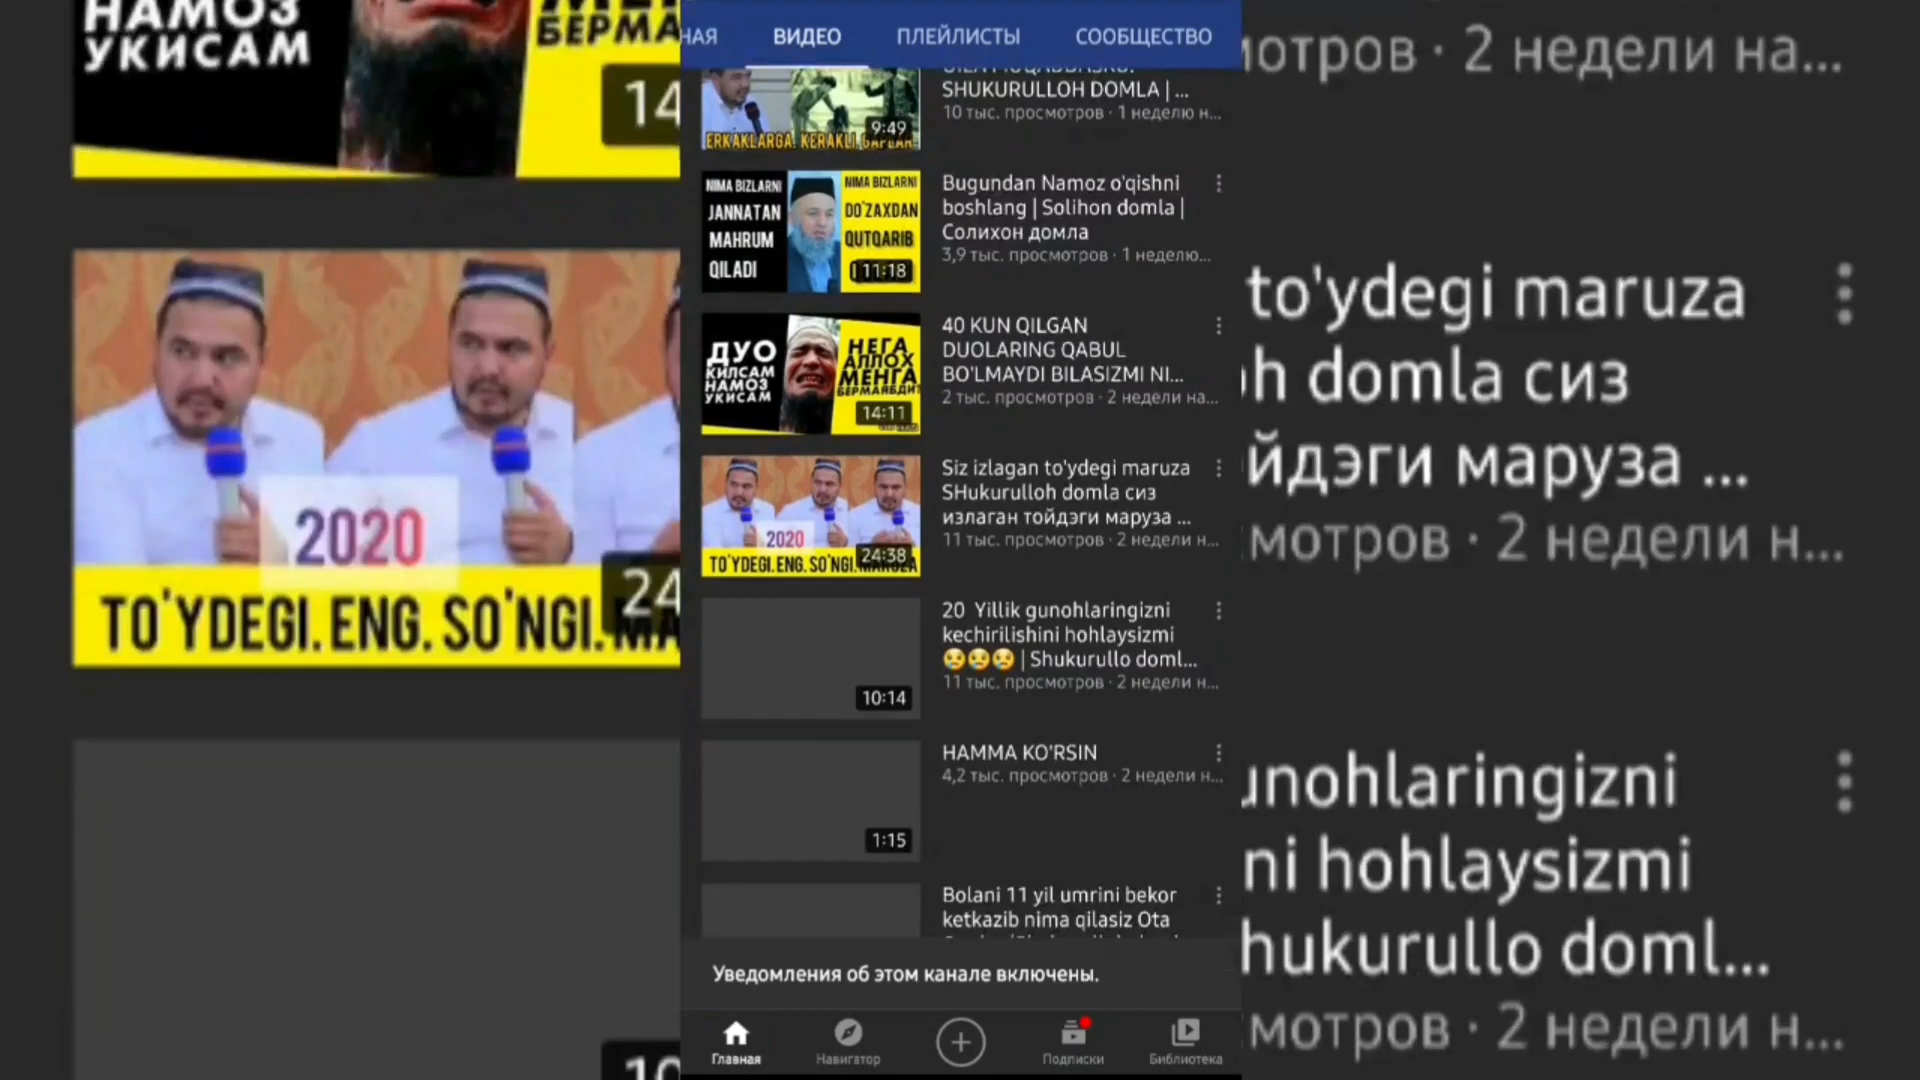 НАМОЗ
УКИСАМ
БЕРМА
14
2020
24
TO'YDEGI. ENG. SO'NGI.
10
НАЯ
ВИДЕО
ПЛЕЙЛИСТЫ
СООБЩЕСТВО
SHUKURULLOH DOMLA | ...
10 тыс. просмотров · 1 неделю н...
9:49
ERKAKLARGA. KERAKLI. GAPLAR
NIMA BIZLARNI
JANNATAN
MAHRUM
QILADI
NIMA BIZLARNI
DO'ZAXDAN
QUTQARIB
11:18
Bugundan Namoz o'qishni
boshlang | Solihon domla |
Солихон домла
3,9 тыс. просмотров · 1 неделю...
ДУО
КИЛСАМ
НАМОЗ
УКИСАМ
НЕГА
АЛЛОХ
МЕНГА
БЕРМАЯБДИ
14:11
40 KUN QILGAN
DUOLARING QABUL
BO'LMAYDI BILASIZMI NI...
2 тыс. просмотров · 2 недели на...
2020
24:38
TO'YDEGI. ENG. SO'NGI. MARUZA
Siz izlagan to'ydegi maruza
SHukurulloh domla сиз
излаган тойдэги маруза ...
11 тыс. просмотров · 2 недели н...
10:14
20 Yillik gunohlaringizni
kechirilishini hohlaysizmi
😢😢😢 | Shukurullo doml...
11 тыс. просмотров · 2 недели н...
1:15
HAMMA KO'RSIN
4,2 тыс. просмотров · 2 недели н...
Bolani 11 yil umrini bekor
ketkazib nima qilasiz Ota
Уведомления об этом канале включены.
Главная
Навигатор
Подписки
Библиотека
мотров · 2 недели на...
to'ydegi maruza
h domla сиз
йдэги маруза ...
мотров · 2 недели н...
unohlaringizni
ni hohlaysizmi
hukurullo doml...
мотров · 2 недели н...